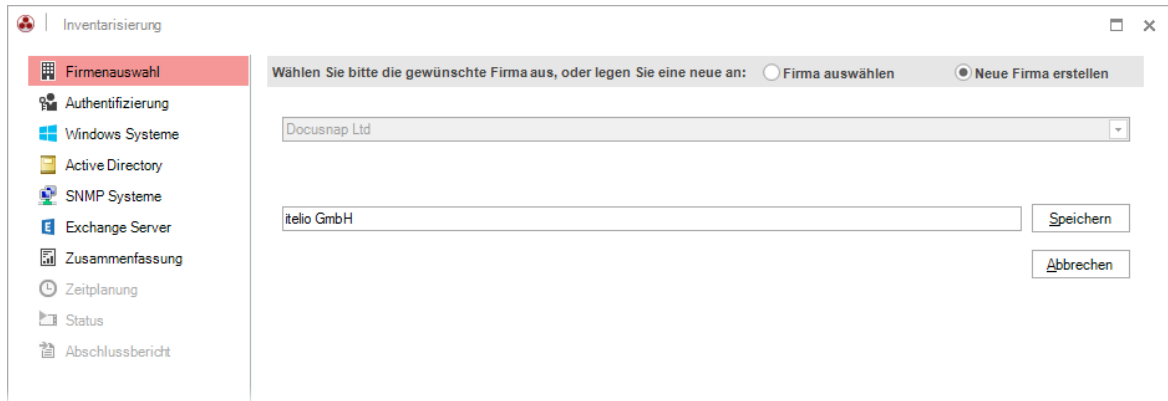 Inventarisierung
Firmenauswahl
Wählen Sie bitte die gewünschte Firma aus, oder legen Sie eine neue an: Firma auswählen Neue Firma erstellen
Authentifizierung
Windows Systeme
Docusnap Ltd
Active Directory
SNMP Systeme
itelio GmbH Speichern
Exchange Server
Zusammenfassung
Abbrechen
Zeitplanung
Status
Abschlussbericht